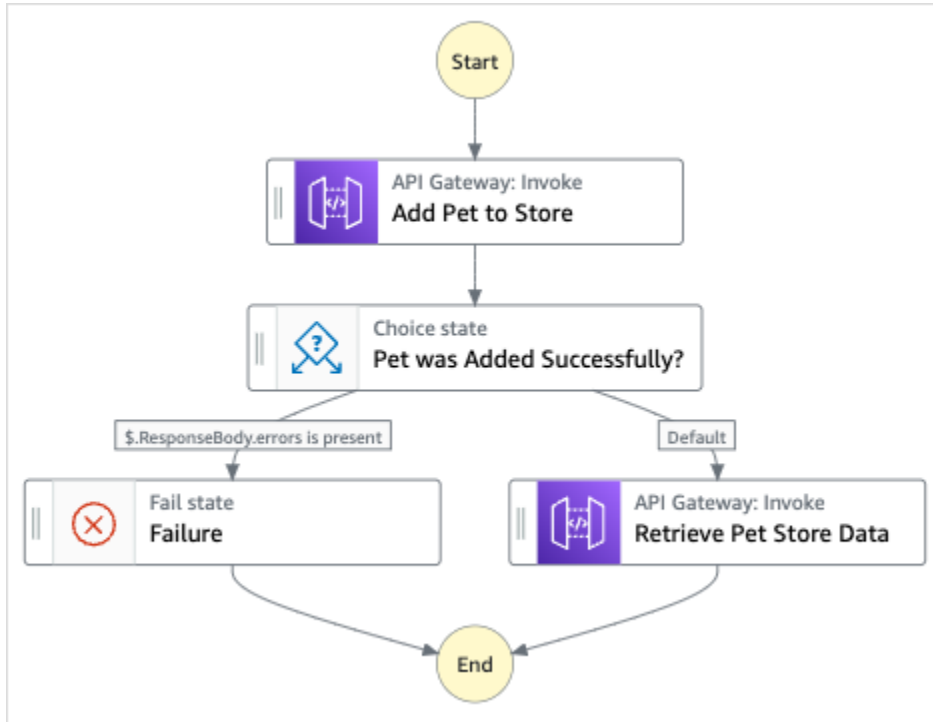 Start
API Gateway: Invoke
</>
Add Pet to Store
Choice state
?
Pet was Added Successfully?
$.ResponseBody.errors is present
Default
Fail state
Failure
API Gateway: Invoke
</>
Retrieve Pet Store Data
End